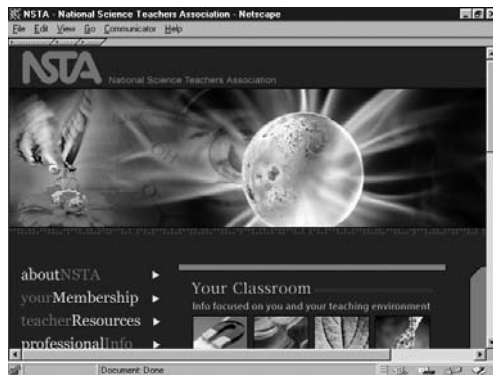 NSTA - National Science Teachers Association - Netscape
File Edit View Go Communicator Help
NSTA
National Science Teachers Association
OH
aboutNSTA
yourMembership
teacherResources
professionalInfo
Your Classroom
Info focused on you and your teaching environment
Document: Done